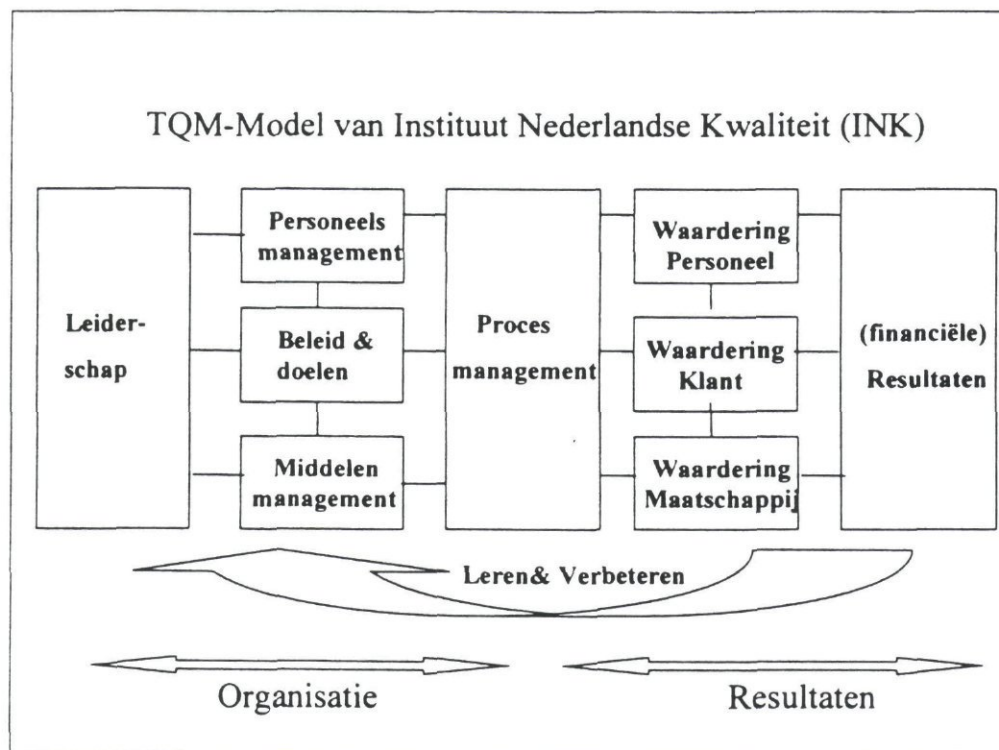 TQM-Model van Instituut Nederlandse Kwaliteit (INK)
Leider-
schap
Personeels
management
Beleid &
doelen
Middelen
management
Proces
management
Waardering
Personeel
Waardering
Klant
Waardering
Maatschappij
(financiële)
Resultaten
Leren& Verbeteren
Organisatie
Resultaten